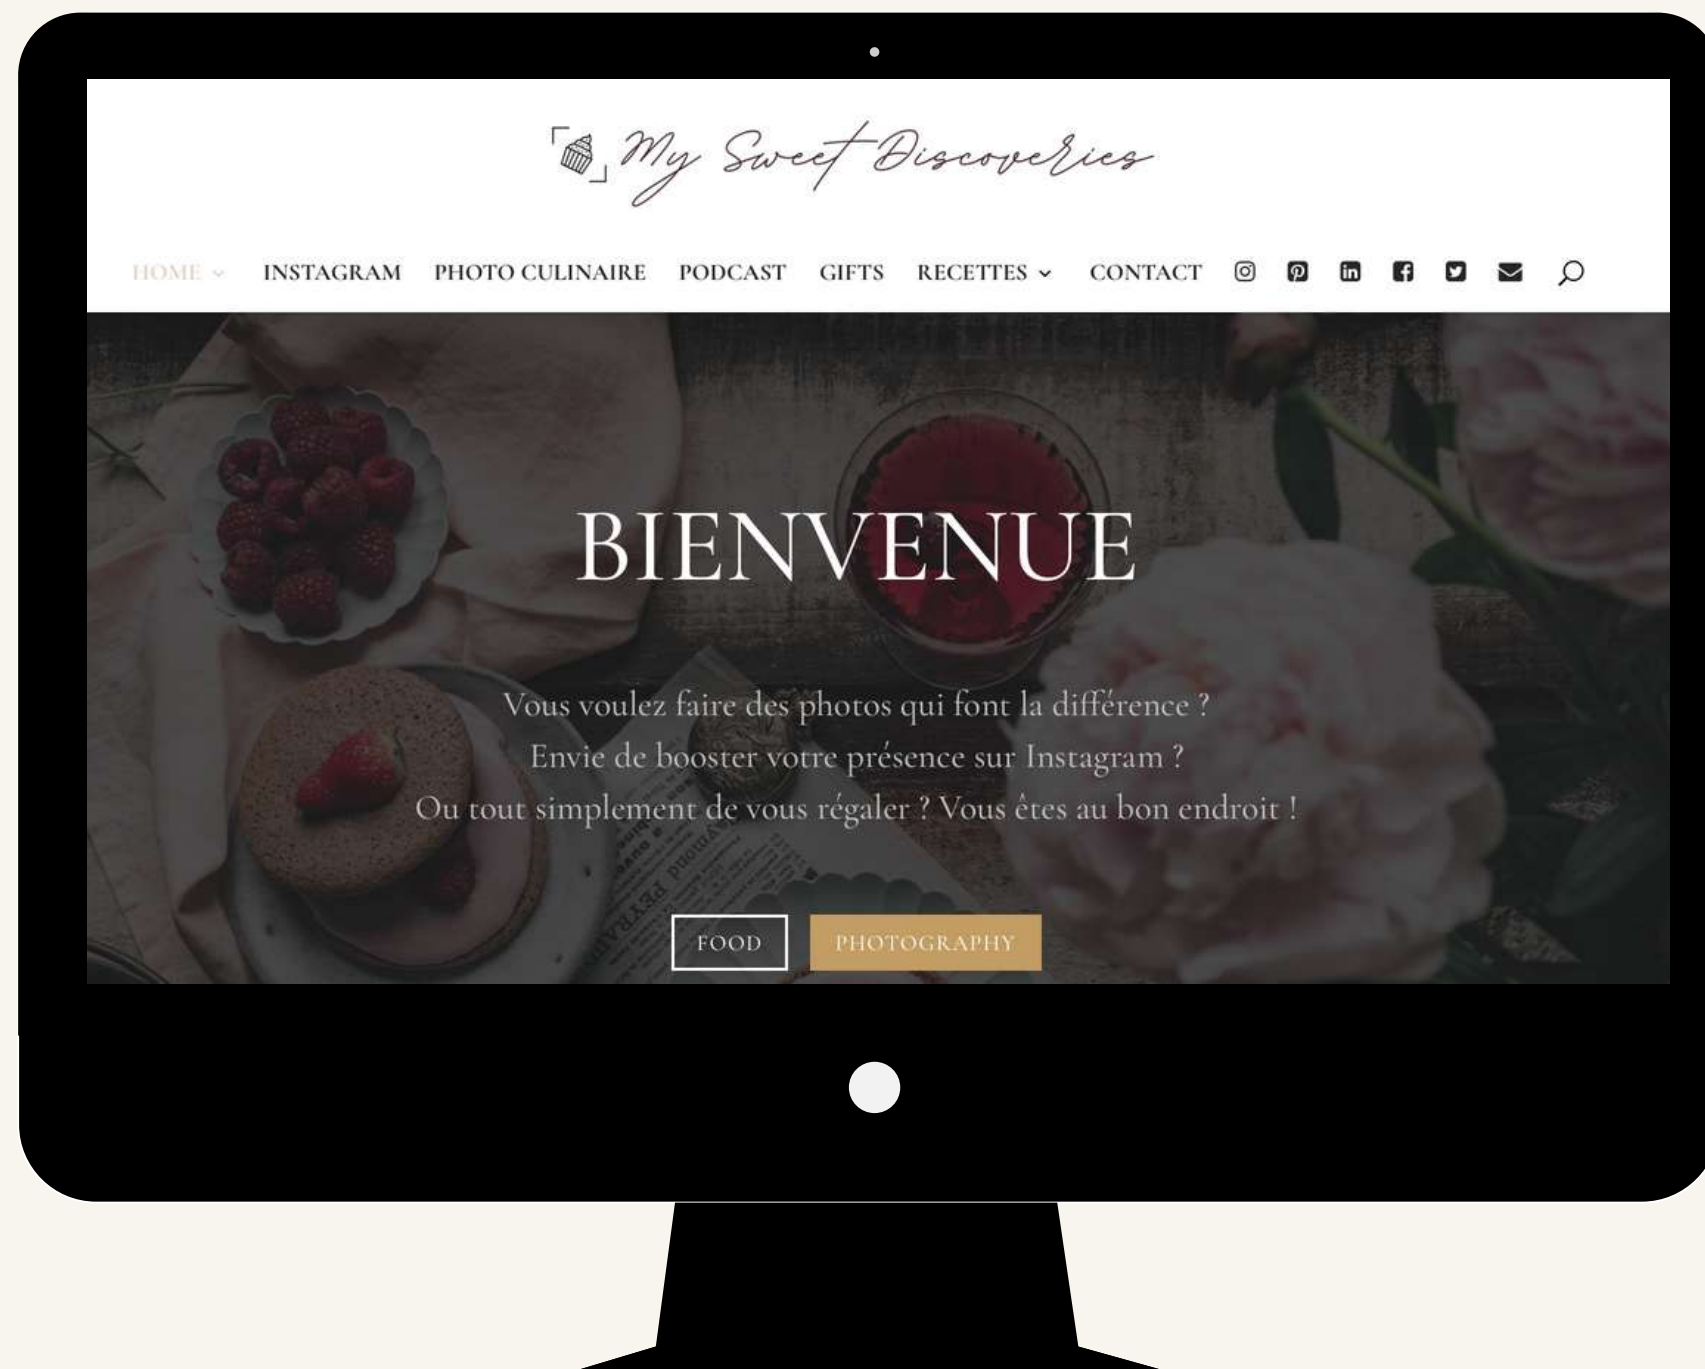 My Sweet Discoveries
HOME INSTAGRAM PHOTO CULINAIRE PODCAST GIFTS RECETTES CONTACT
BIENVENUE
Vous voulez faire des photos qui font la différence ?
Envie de booster votre présence sur Instagram ?
Ou tout simplement de vous régaler ? Vous êtes au bon endroit !
FOOD PHOTOGRAPHY